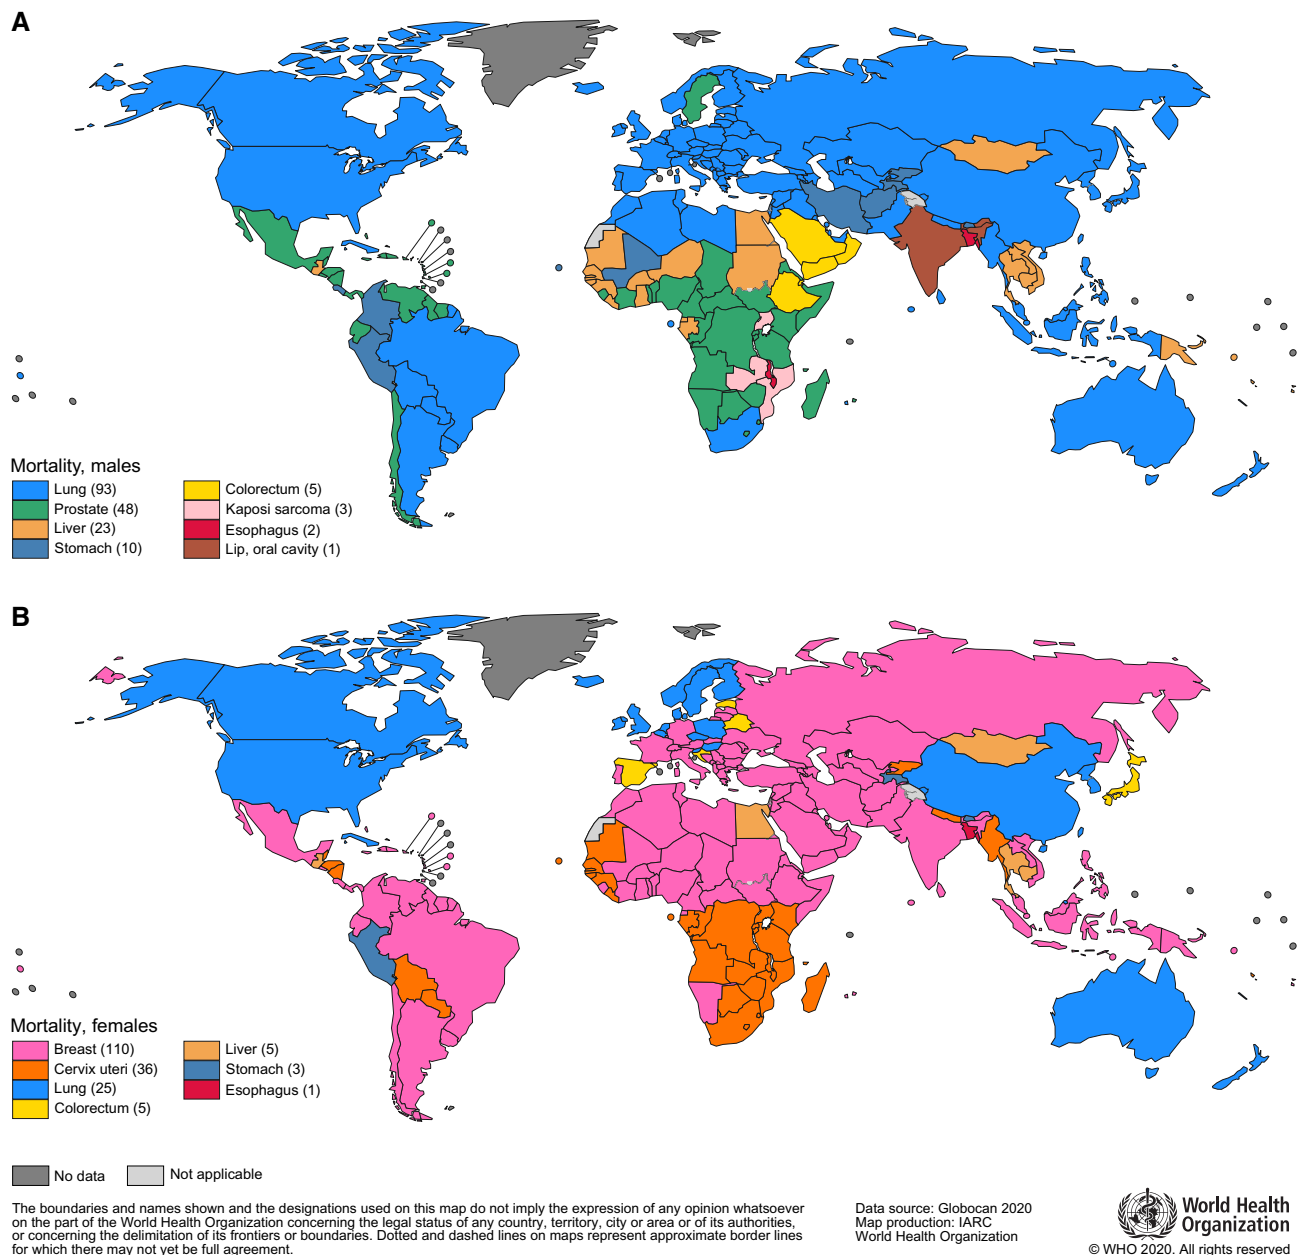 A
Mortality, males
Lung (93)
Prostate (48)
Liver (23)
Stomach (10)
Colorectum (5)
Kaposi sarcoma (3)
Esophagus (2)
Lip, oral cavity (1)
B
Mortality, females
Breast (110)
Cervix uteri (36)
Lung (25)
Colorectum (5)
Liver (5)
Stomach (3)
Esophagus (1)
No data
Not applicable
The boundaries and names shown and the designations used on this map do not imply the expression of any opinion whatsoever
on the part of the World Health Organization concerning the legal status of any country, territory, city or area or of its authorities,
or concerning the delimitation of its frontiers or boundaries. Dotted and dashed lines on maps represent approximate border lines
for which there may not yet be full agreement.
Data source: Globocan 2020
Map production: IARC
World Health Organization
World Health
Organization
© WHO 2020. All rights reserved